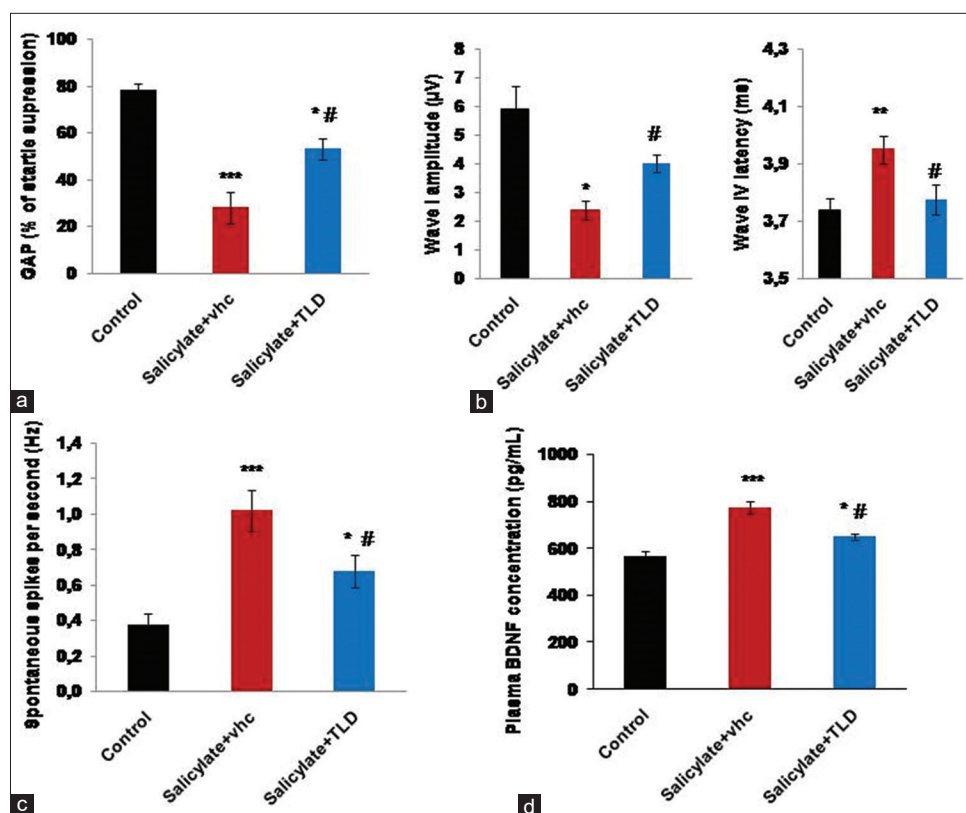 GAP (% of startle supression)
100
80
60
40
20
0
***
* #
Control
Salicylate+vhc
Salicylate+TLD
a
Wave I amplitude (µV)
8
7
6
5
4
3
2
1
0
*
#
Control
Salicylate+vhc
Salicylate+TLD
Wave IV latency (ms)
4,3
4,1
3,9
3,7
3,5
**
#
Control
Salicylate+vhc
Salicylate+TLD
b
Spontaneous spikes per second (Hz)
1,4
1,2
1,0
0,8
0,6
0,4
0,2
0,0
***
* #
Control
Salicylate+vhc
Salicylate+TLD
c
Plasma BDNF concentration (pg/mL)
1000
800
600
400
200
0
***
* #
Control
Salicylate+vhc
Salicylate+TLD
d